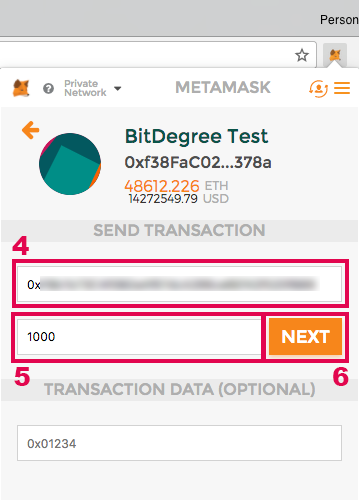 Person
?
Private
Network
METAMASK
BitDegree Test
0xf38FaC02...378a
48612.226 ETH
14272549.79 USD
SEND TRANSACTION
4
0x
1000
NEXT
5
6
TRANSACTION DATA (OPTIONAL)
0x01234